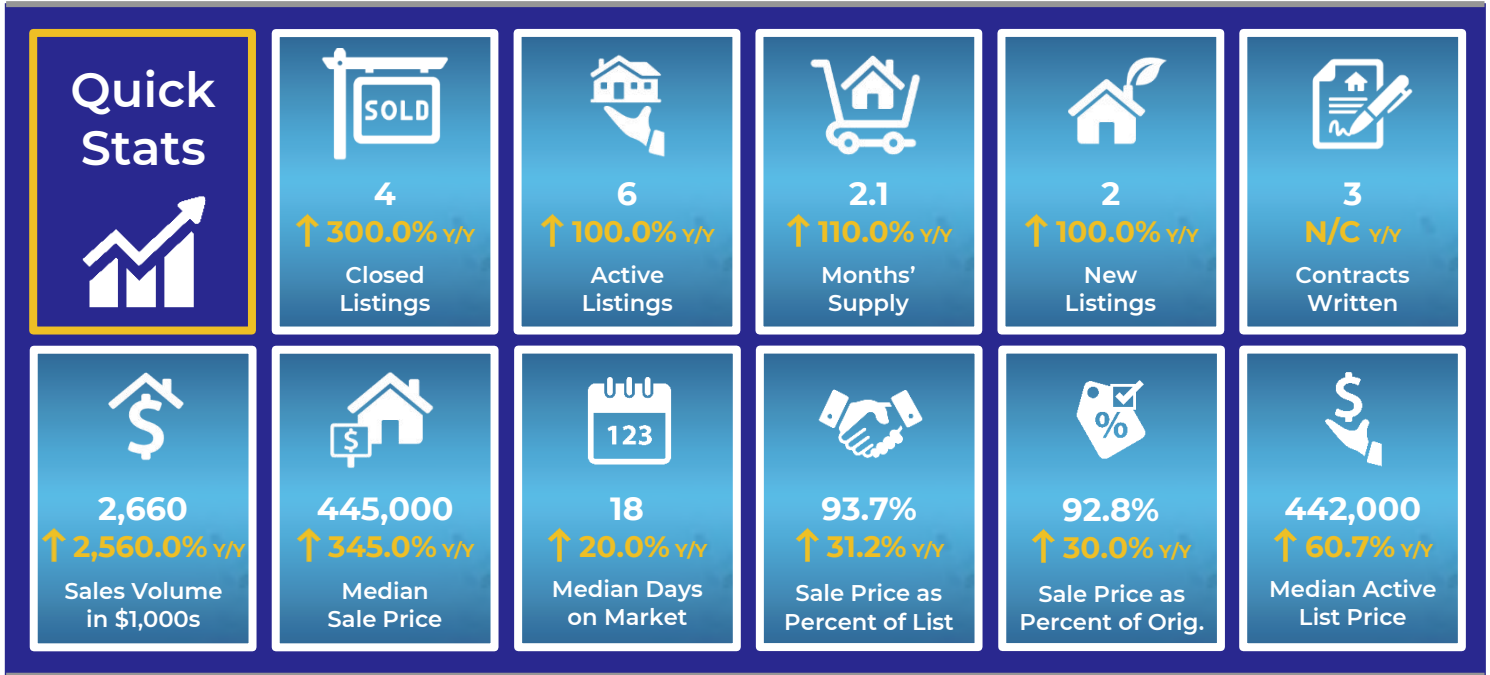 Quick
Stats
SOLD
4
↑ 300.0% Y/Y
Closed
Listings
6
↑ 100.0% Y/Y
Active
Listings
2.1
↑ 110.0% Y/Y
Months’
Supply
2
↑ 100.0% Y/Y
New
Listings
3
N/C Y/Y
Contracts
Written
$
2,660
↑ 2,560.0% Y/Y
Sales Volume
in $1,000s
$
445,000
↑ 345.0% Y/Y
Median
Sale Price
123
18
↑ 20.0% Y/Y
Median Days
on Market
93.7%
↑ 31.2% Y/Y
Sale Price as
Percent of List
%
92.8%
↑ 30.0% Y/Y
Sale Price as
Percent of Orig.
$
442,000
↑ 60.7% Y/Y
Median Active
List Price